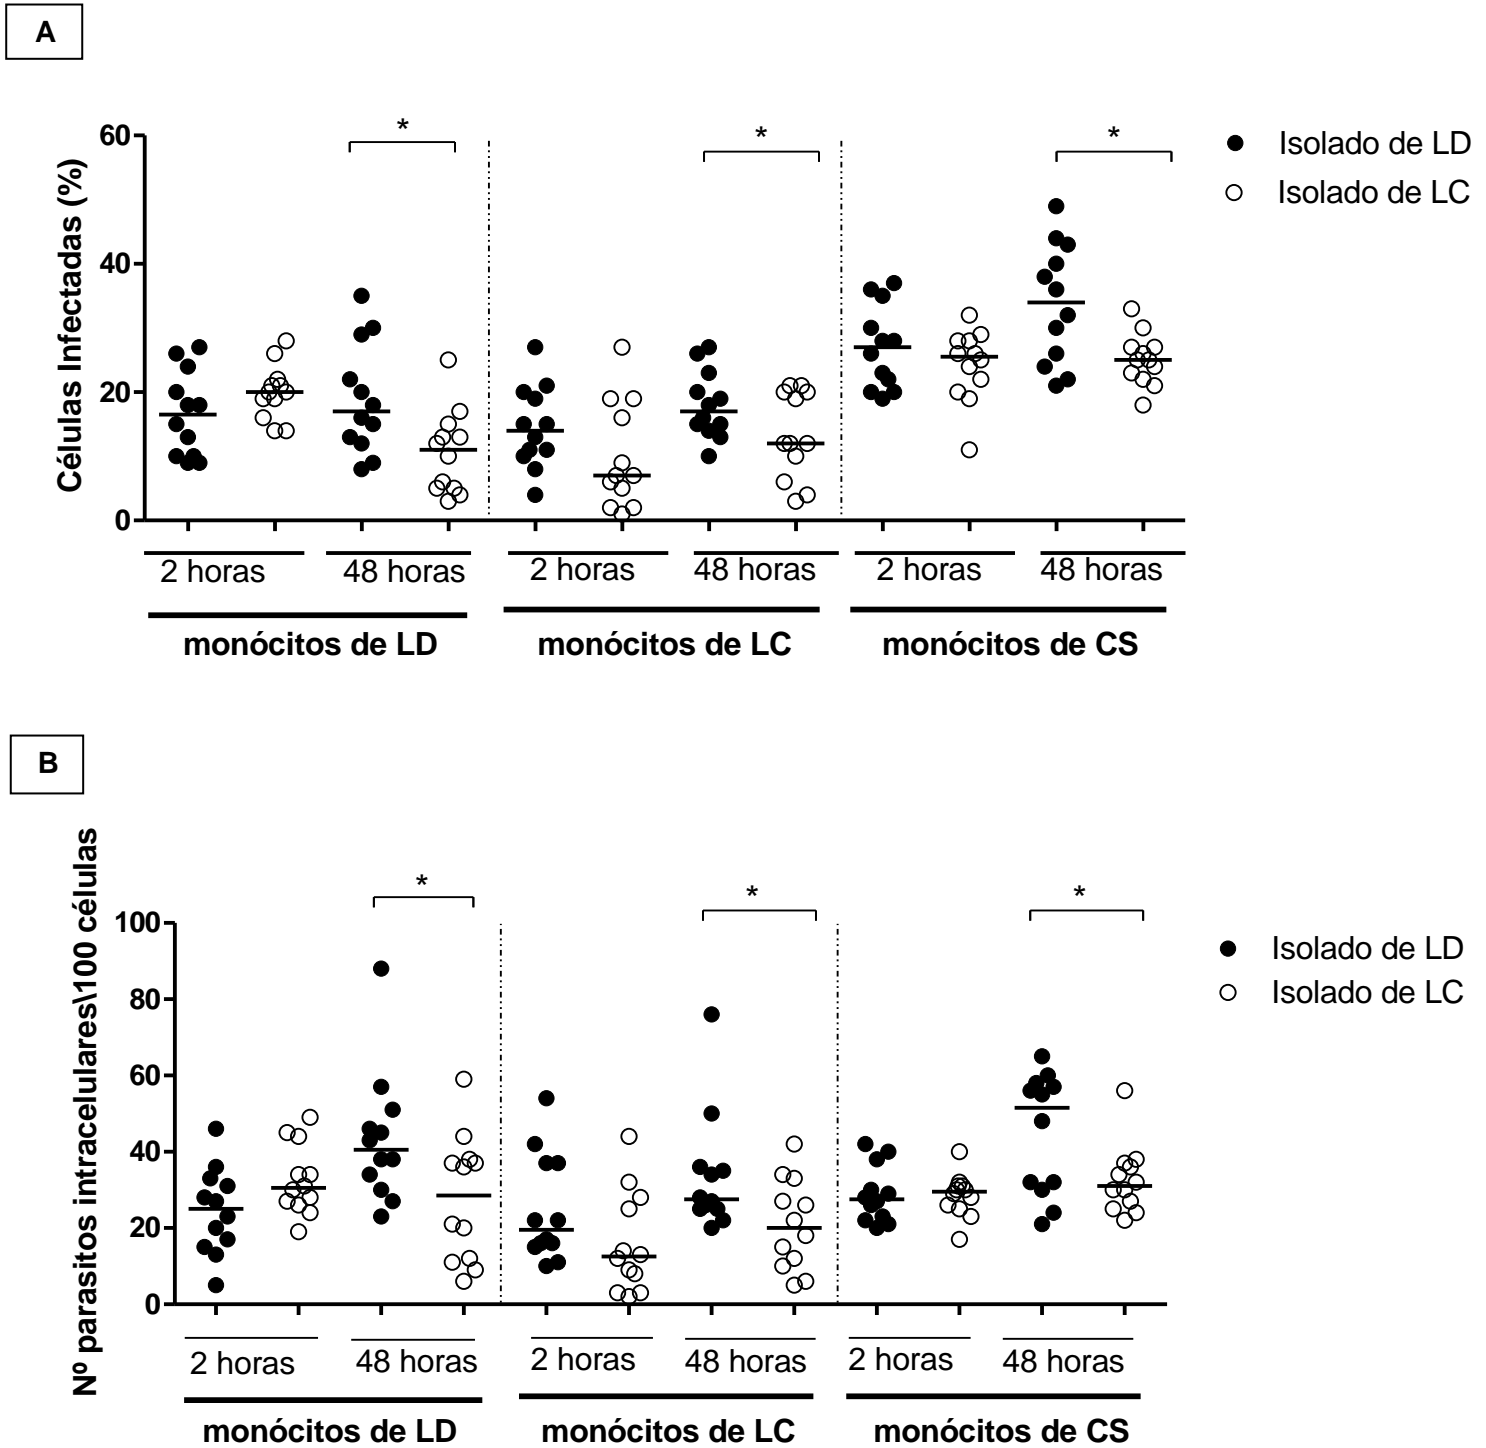 A
Células Infectadas (%)
60
40
20
0
*
*
*
Isolado de LD
Isolado de LC
2 horas
48 horas
2 horas
48 horas
2 horas
48 horas
monócitos de LD
monócitos de LC
monócitos de CS
B
Nº parasitos intracelulares\100 células
100
80
60
40
20
0
*
*
*
Isolado de LD
Isolado de LC
2 horas
48 horas
2 horas
48 horas
2 horas
48 horas
monócitos de LD
monócitos de LC
monócitos de CS